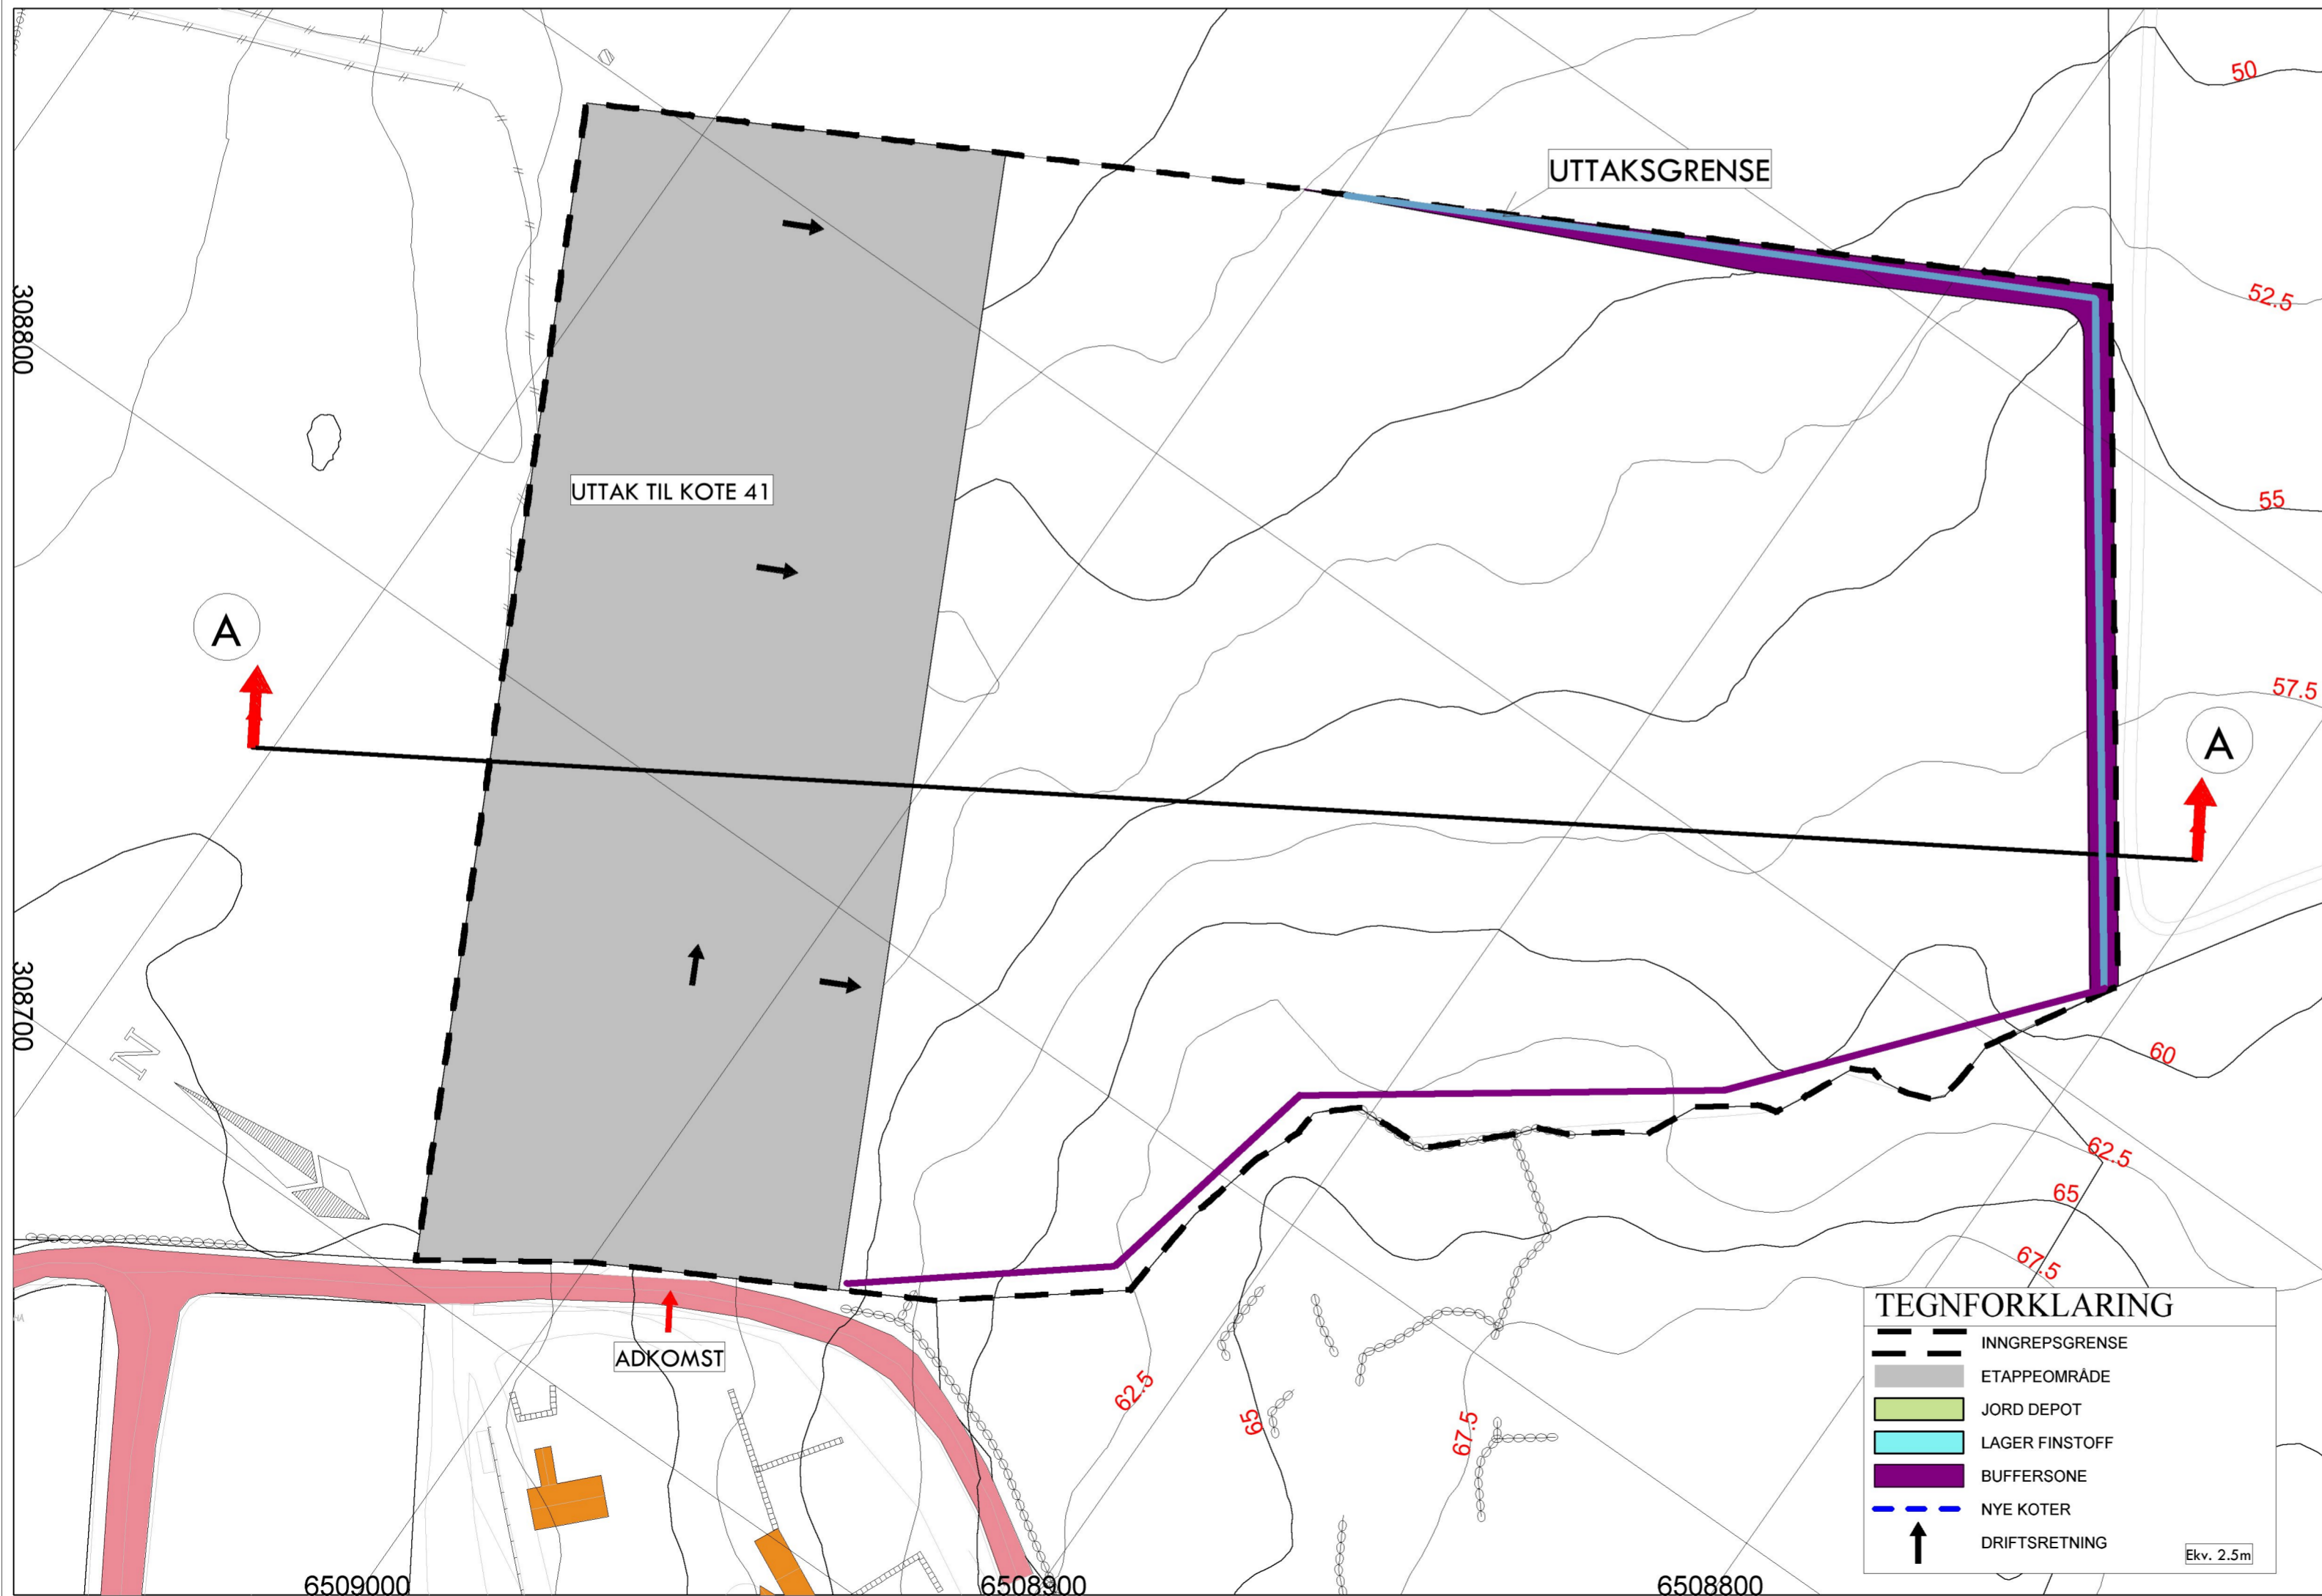 50
UTTAKSGRENSE
52.5
308800
UTTAK TIL KOTE 41
55
A
57.5
A
308700
N
60
62.5
65
67.5
ADKOMST
62.5
65
67.5
TEGNFORKLARING
INNGREPSGRENSE
ETAPPEOMRÅDE
JORD DEPOT
LAGER FINSTOFF
BUFFERSONE
NYE KOTER
DRIFTSRETNING
Ekv. 2.5m
6509000
6508900
6508800